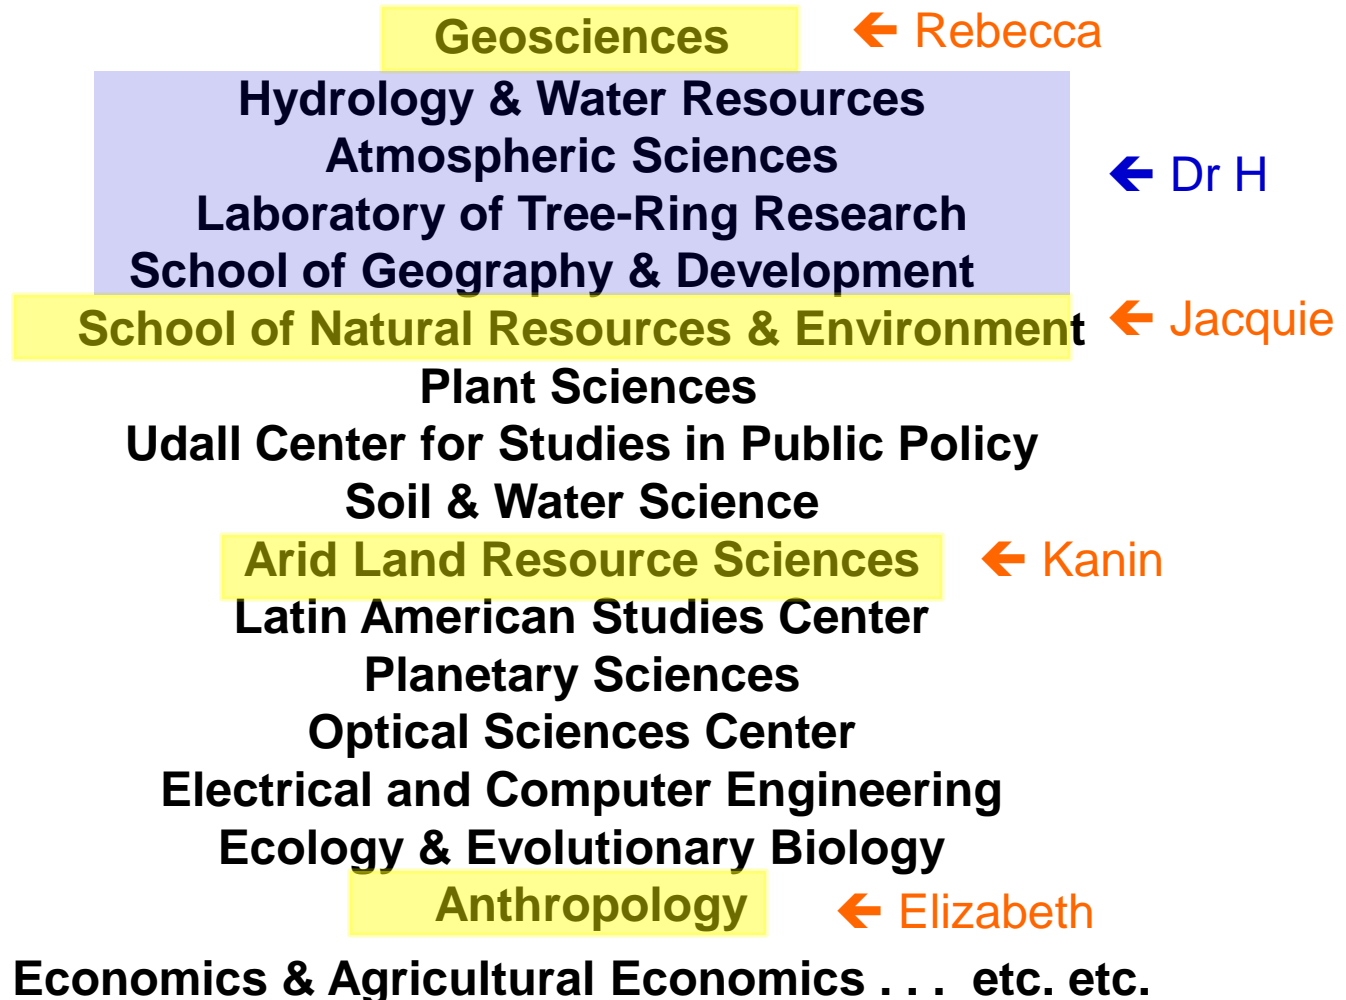 Geosciences ← Rebecca
Hydrology & Water Resources
Atmospheric Sciences
← Dr H
Laboratory of Tree-Ring Research
School of Geography & Development
School of Natural Resources & Environment ← Jacquie
Plant Sciences
Udall Center for Studies in Public Policy
Soil & Water Science
Arid Land Resource Sciences ← Kanin
Latin American Studies Center
Planetary Sciences
Optical Sciences Center
Electrical and Computer Engineering
Ecology & Evolutionary Biology
Anthropology ← Elizabeth
Economics & Agricultural Economics . . . etc. etc.